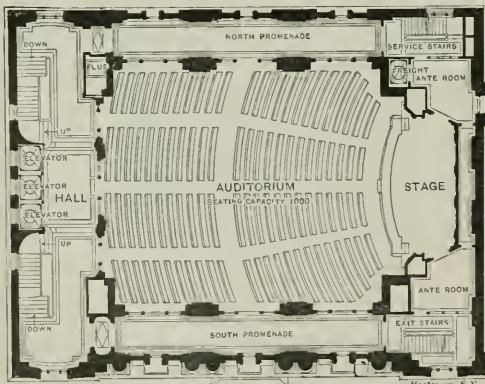 DOWN
NORTH PROMENADE
SERVICE STAIRS
FLUE
FREIGHT
ANTE ROOM
UP
ELEVATOR
ELEVATOR
HALL
AUDITORIUM
SEATING CAPACITY 1000
STAGE
ELEVATOR
UP
ANTE ROOM
DOWN
SOUTH PROMENADE
EXIT STAIRS